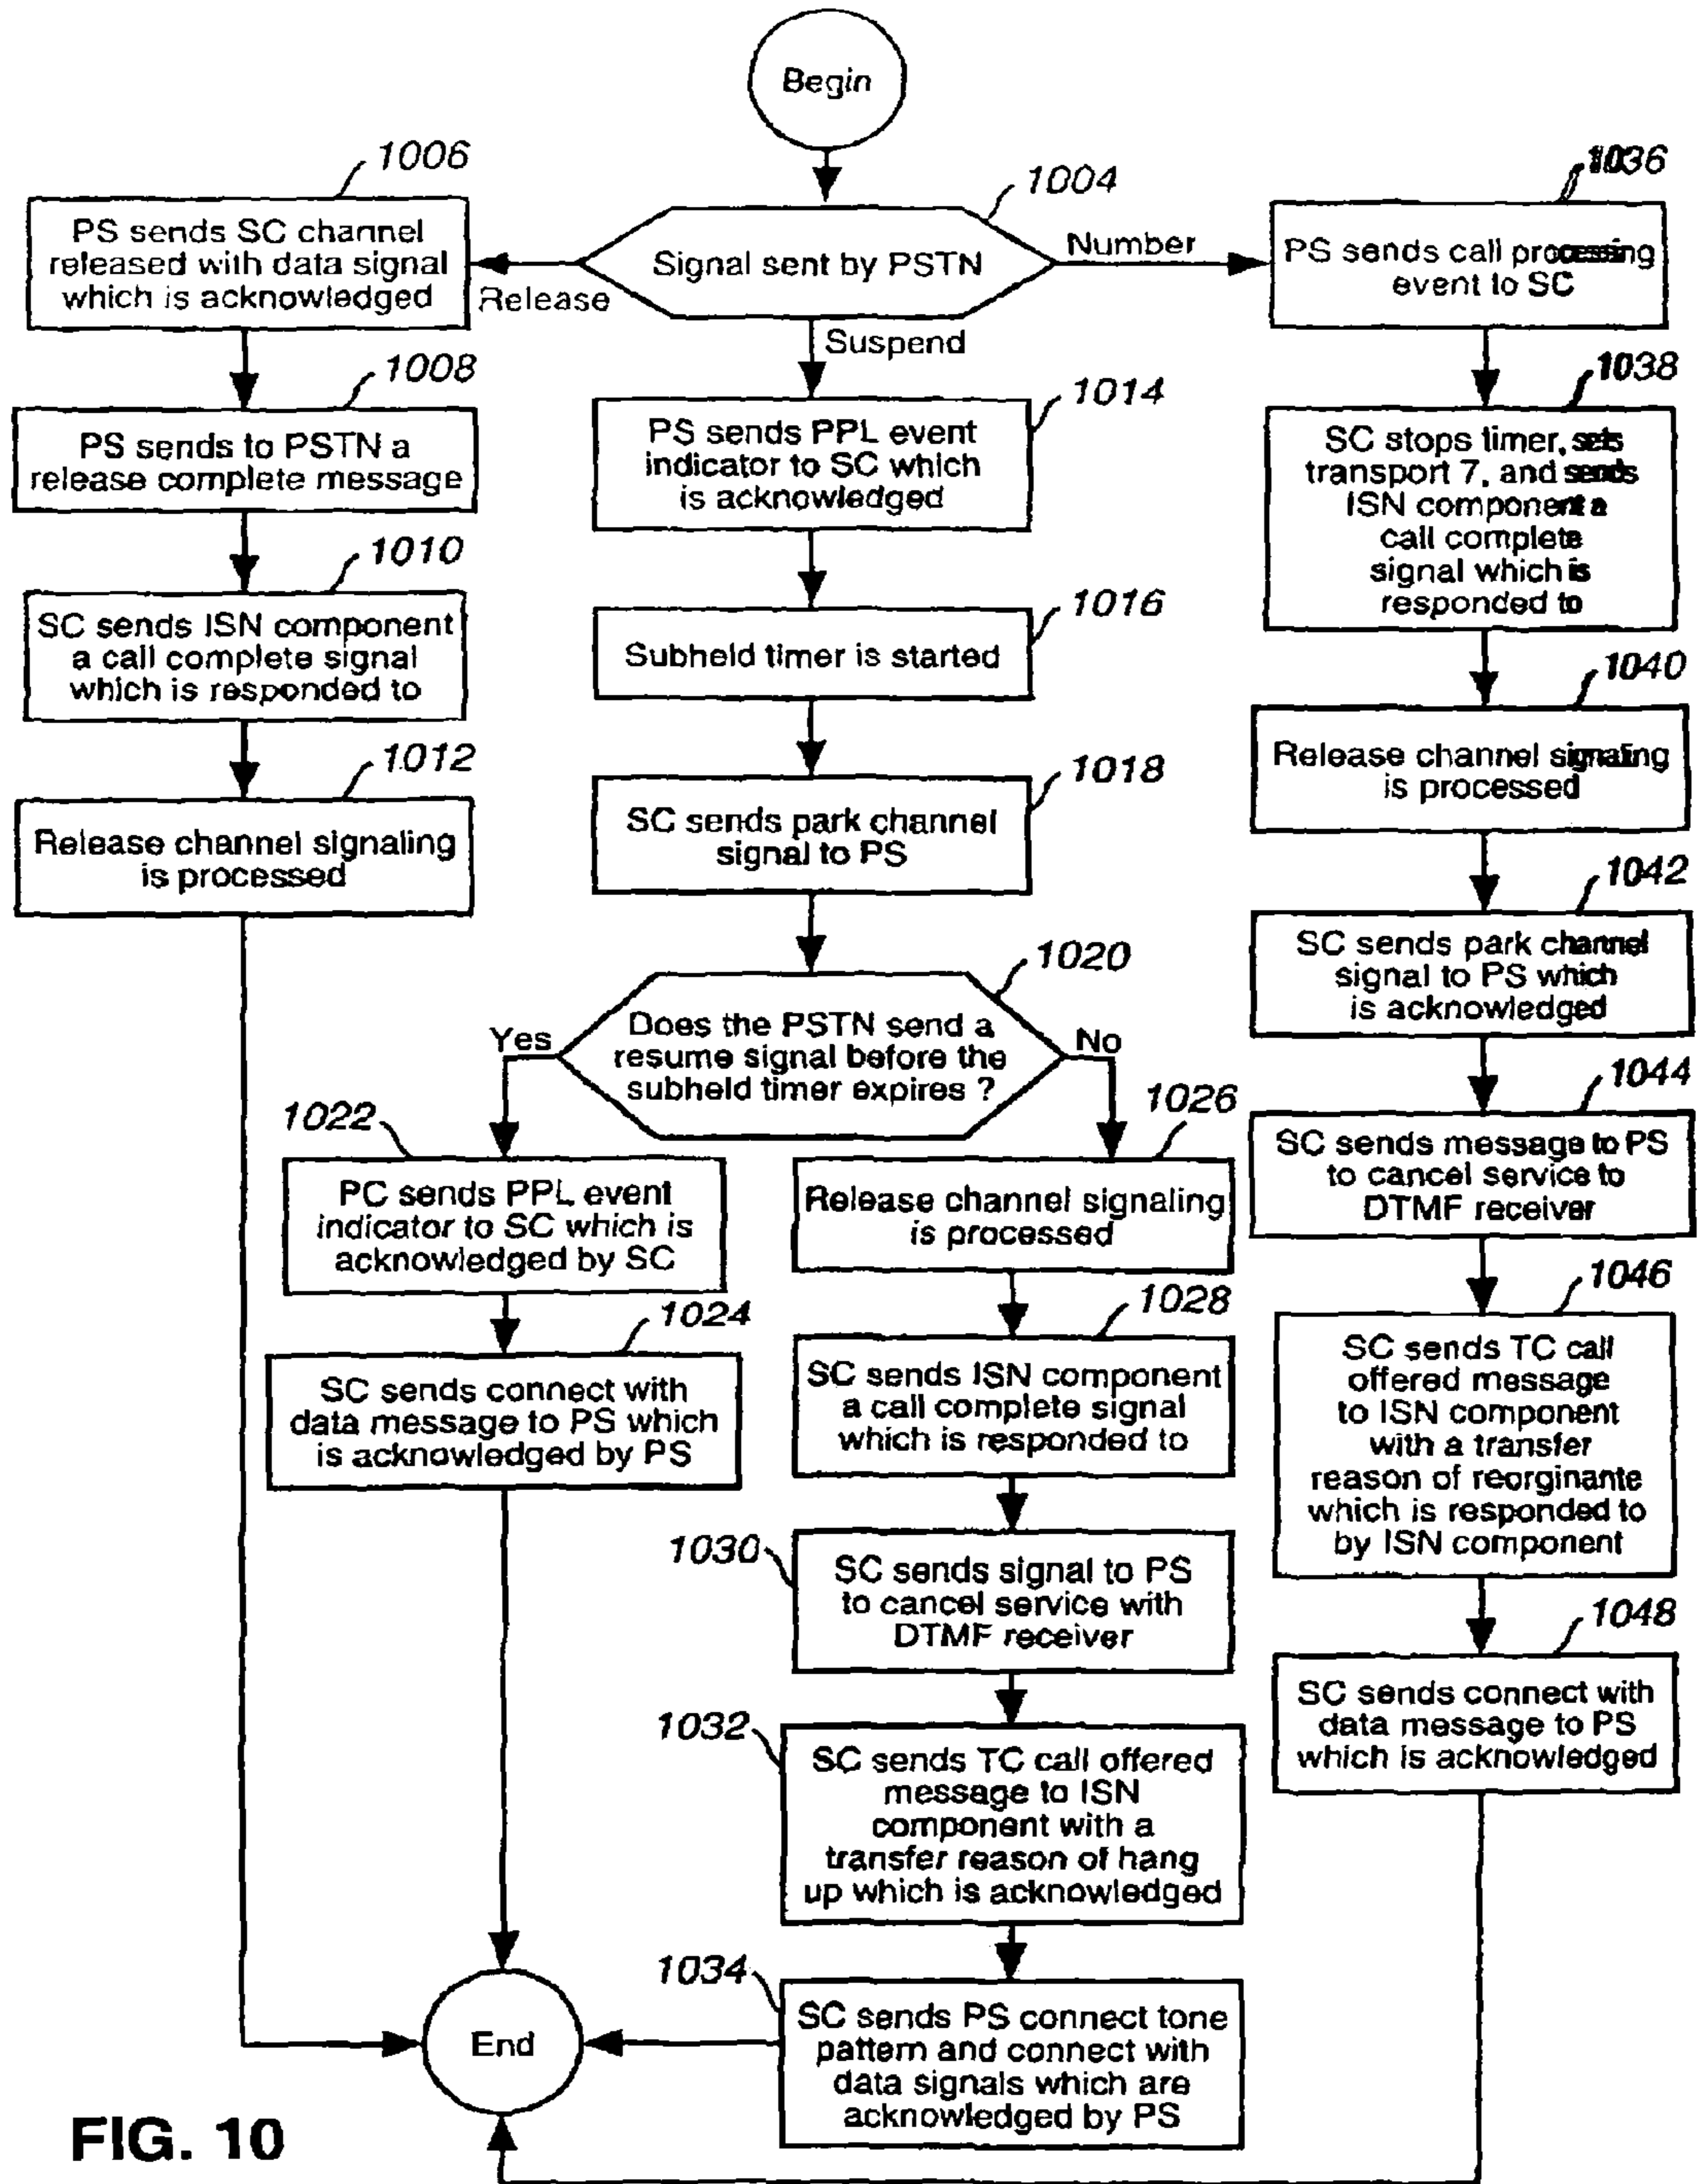 Begin
1006
PS sends SC channel
released with data signal
which is acknowledged
1004
Signal sent by PSTN
Release
Number
Suspend
1036
PS sends call processing
event to SC
1008
PS sends to PSTN a
release complete message
1014
PS sends PPL event
indicator to SC which
is acknowledged
1038
SC stops timer, sets
transport 7, and sends
ISN component a
call complete
signal which is
responded to
1010
SC sends ISN component
a call complete signal
which is responded to
1016
Subheld timer is started
1040
Release channel signaling
is processed
1012
Release channel signaling
is processed
1018
SC sends park channel
signal to PS
1042
SC sends park channel
signal to PS which
is acknowledged
1020
Does the PSTN send a
resume signal before the
subheld timer expires ?
Yes
No
1044
SC sends message to PS
to cancel service to
DTMF receiver
1022
PC sends PPL event
indicator to SC which is
acknowledged by SC
1026
Release channel signaling
is processed
1046
SC sends TC call
offered message
to ISN component
with a transfer
reason of reorginante
which is responded to
by ISN component
1024
SC sends connect with
data message to PS which
is acknowledged by PS
1028
SC sends ISN component
a call complete signal
which is responded to
1030
SC sends signal to PS
to cancel service with
DTMF receiver
1048
SC sends connect with
data message to PS
which is acknowledged
1032
SC sends TC call offered
message to ISN
component with a
transfer reason of hang
up which is acknowledged
1034
SC sends PS connect tone
pattern and connect with
data signals which are
acknowledged by PS
End
FIG. 10